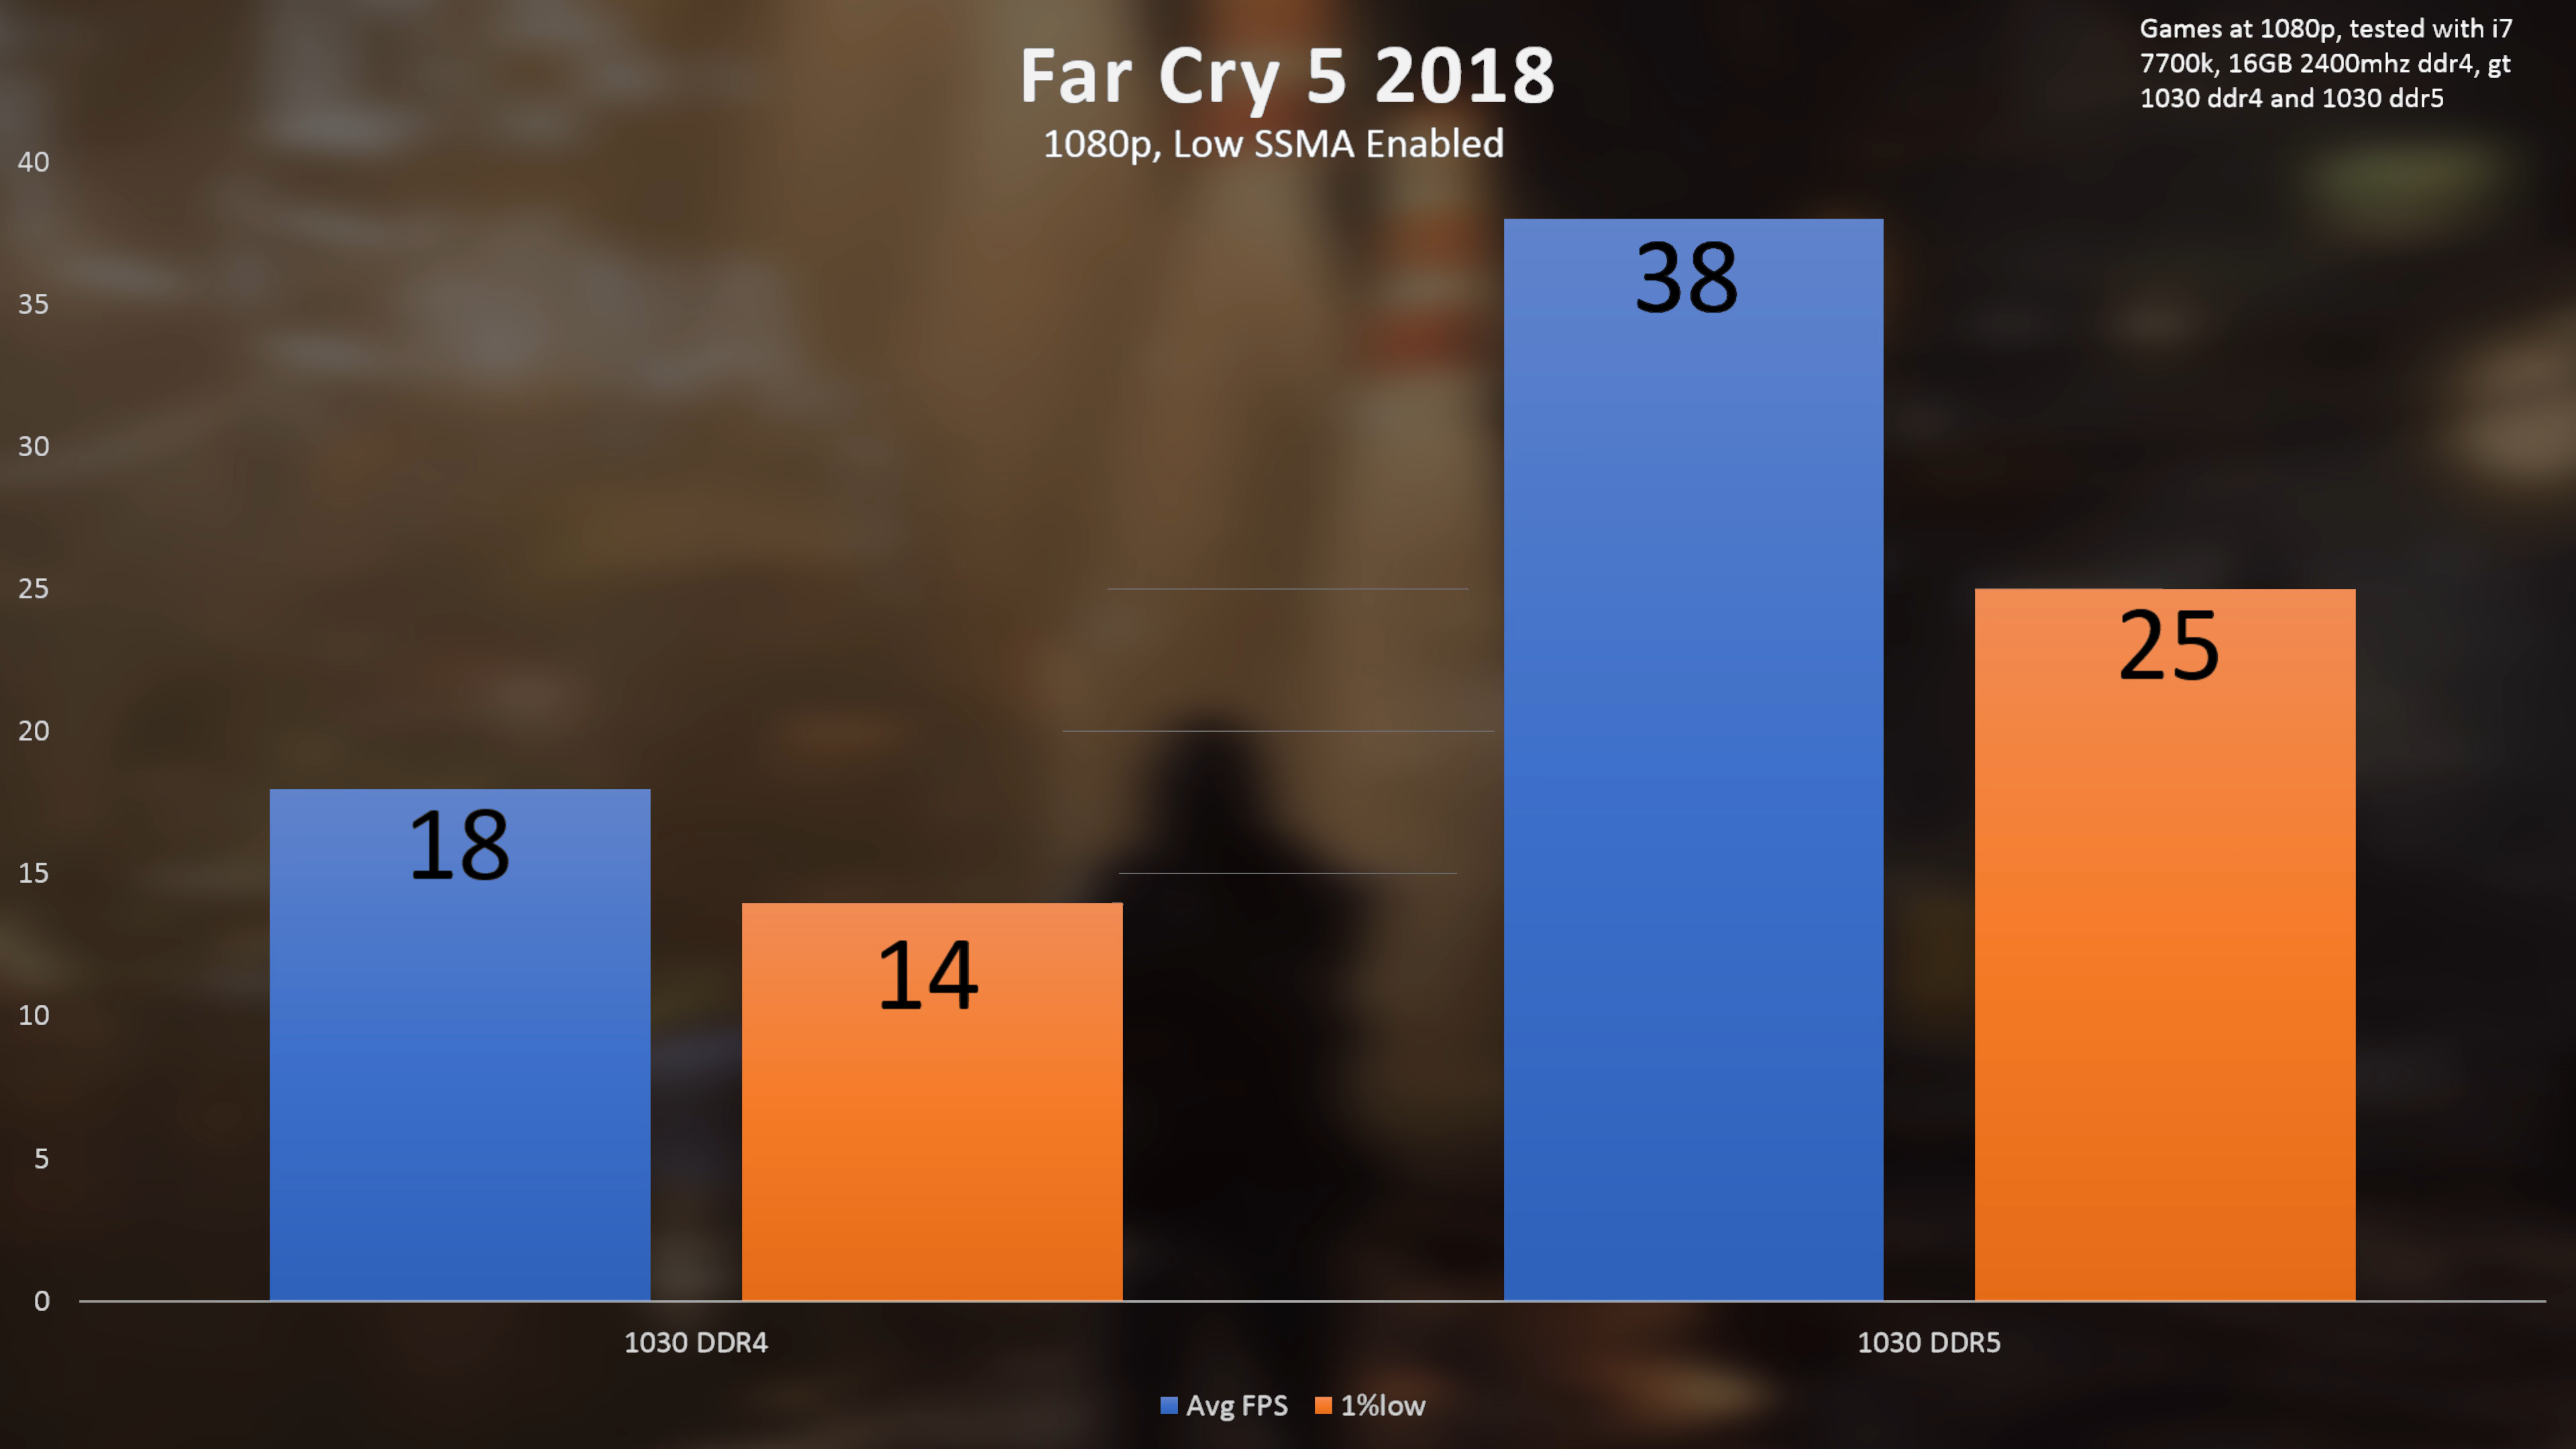 Far Cry 5 2018
1080p, Low SSMA Enabled
Games at 1080p, tested with i7
7700k, 16GB 2400mhz ddr4, gt
1030 ddr4 and 1030 ddr5
40
35
30
25
20
15
10
5
0
18
14
38
25
1030 DDR4
1030 DDR5
Avg FPS
1%low